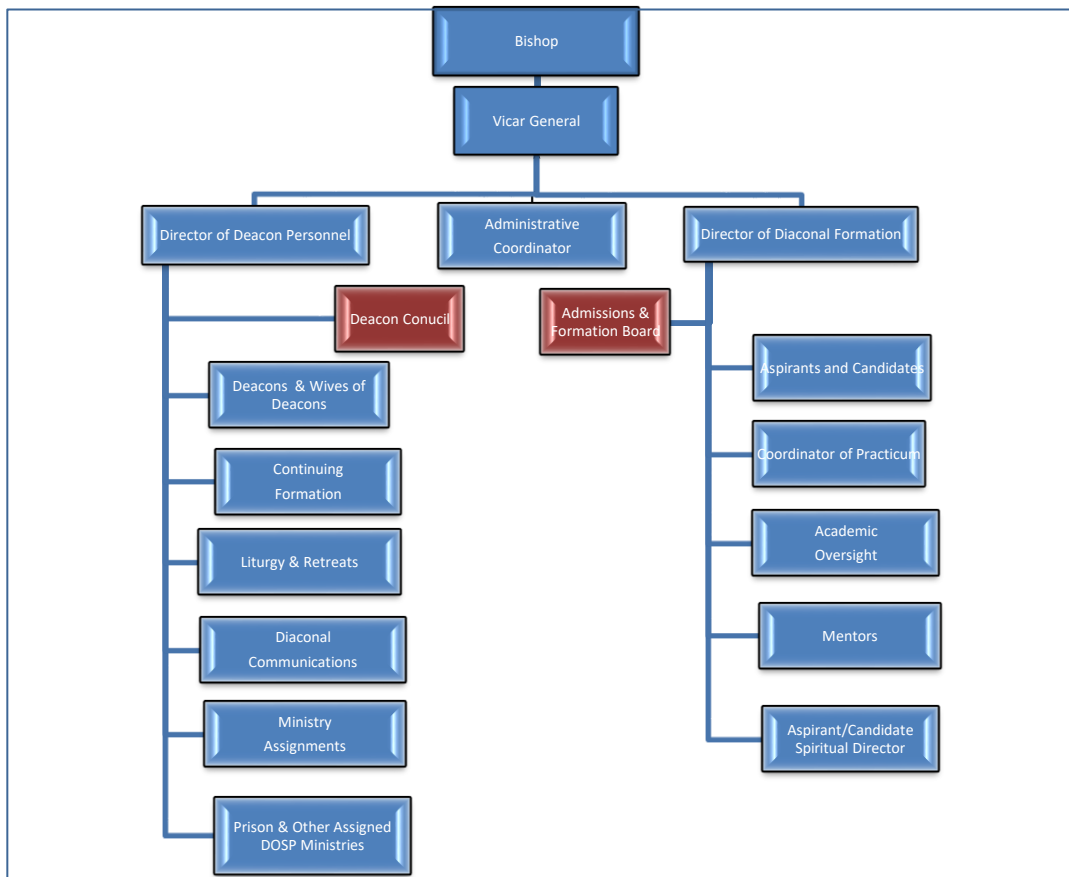 Bishop
Vicar General
Director of Deacon Personnel
Administrative
Coordinator
Director of Diaconal Formation
Deacon Conucil
Admissions &
Formation Board
Deacons & Wives of
Deacons
Continuing
Formation
Liturgy & Retreats
Diaconal
Communications
Ministry
Assignments
Prison & Other Assigned
DOSP Ministries
Aspirants and Candidates
Coordinator of Practicum
Academic
Oversight
Mentors
Aspirant/Candidate
Spiritual Director